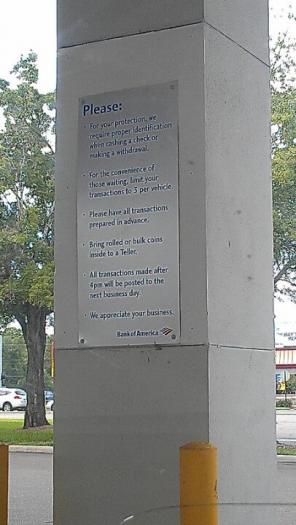 Please:
· For your protection, we
require proper identification
when cashing a check or
making a withdrawal.
· For the convenience of
those waiting, limit your
transactions to 3 per vehicle.
· Please have all transactions
prepared in advance.
· Bring rolled or bulk coins
inside to a Teller.
· All transactions made after
4pm will be posted to the
next business day.
· We appreciate your business.
Bank of America